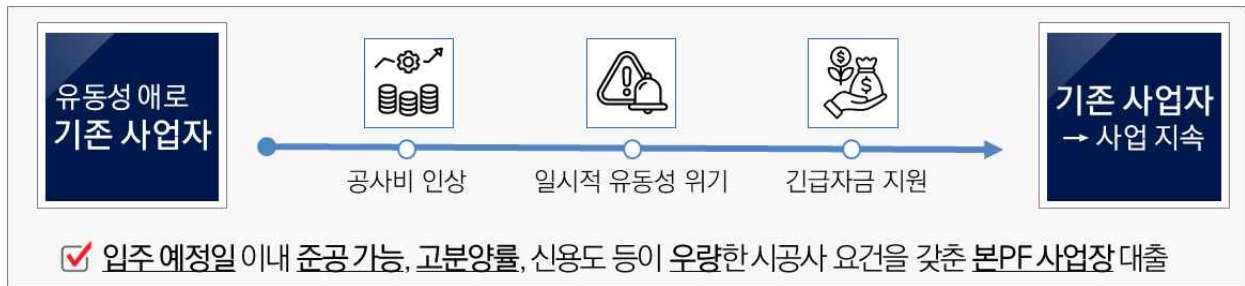 유동성 애로
기존 사업자
공사비 인상
일시적 유동성 위기
긴급자금 지원
기존 사업자
→ 사업 지속
입주 예정일 이내 준공 가능, 고분양률, 신용도 등이 우량한 시공사 요건을 갖춘 본PF 사업장 대출